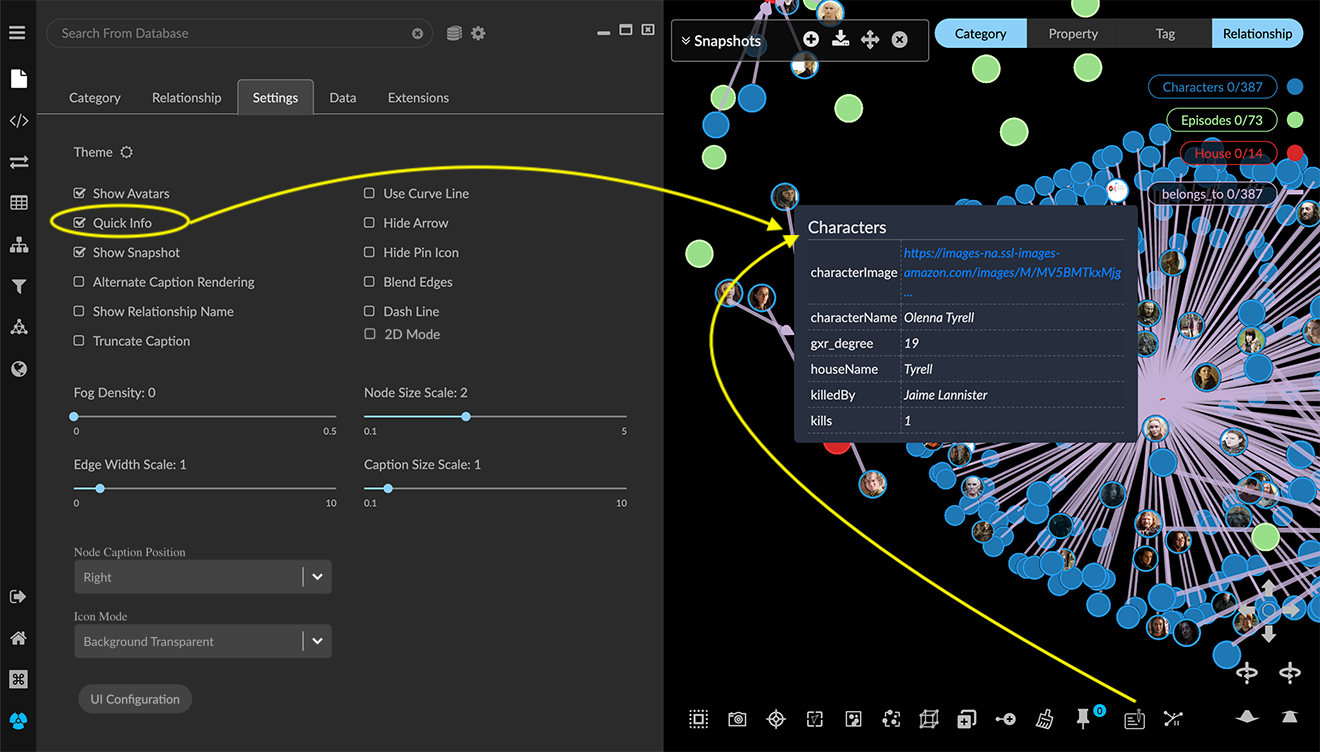 Search From Database
Category
Relationship
Settings
Data
Extensions
Theme
Show Avatars
Quick Info
Show Snapshot
Alternate Caption Rendering
Show Relationship Name
Truncate Caption
Use Curve Line
Hide Arrow
Hide Pin Icon
Blend Edges
Dash Line
2D Mode
Fog Density: 0
0 0.5
Node Size Scale: 2
0.1 5
Edge Width Scale: 1
0 10
Caption Size Scale: 1
0.1 10
Node Caption Position
Right
Icon Mode
Background Transparent
UI Configuration
Snapshots
Category
Property
Tag
Relationship
Characters 0/387
Episodes 0/73
House 0/14
belongs_to 0/387
Characters
characterImage
https://images-na.ssl-images-
amazon.com/images/M/MV5BMTkxMjg
...
characterName Olenna Tyrell
gxr_degree 19
houseName Tyrell
killedBy Jaime Lannister
kills 1
0